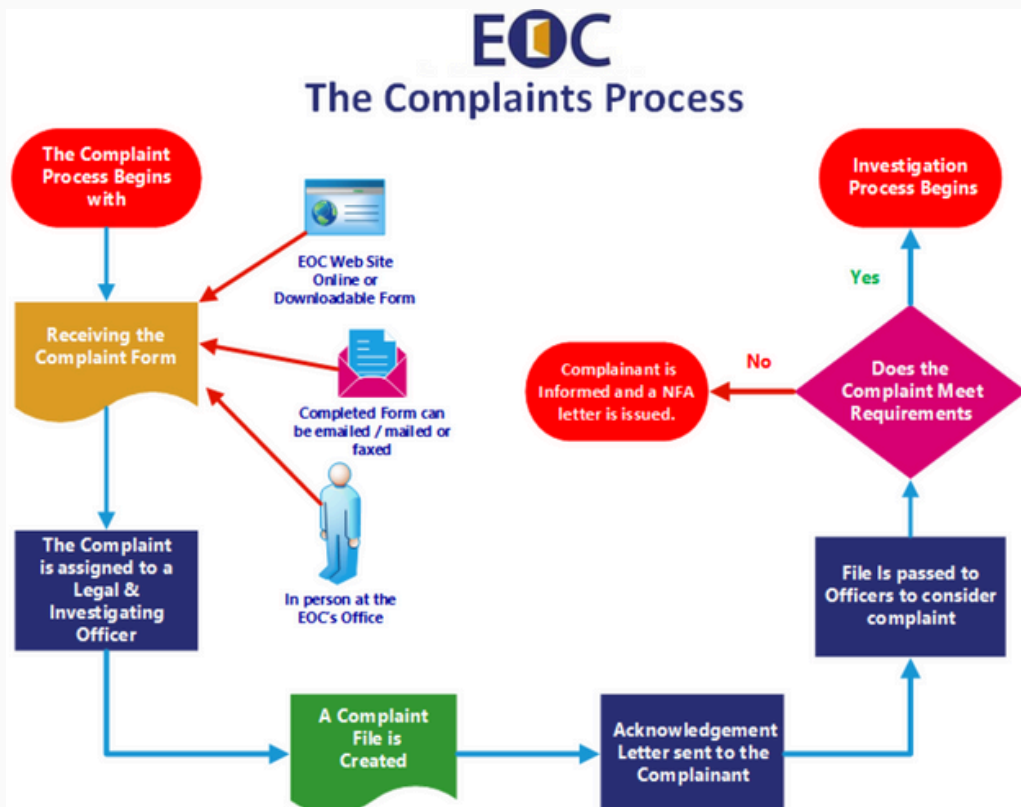 EOC
The Complaints Process
The Complaint
Process Begins
with
EOC Web Site
Online or
Downloadable Form
Receiving the
Complaint Form
Completed Form can
be emailed / mailed or
faxed
In person at the
EOC's Office
The Complaint
is assigned to a
Legal &
Investigating
Officer
A Complaint
File is
Created
Acknowledgement
Letter sent to the
Complainant
File Is passed to
Officers to consider
complaint
Does the
Complaint Meet
Requirements
No
Complainant is
Informed and a NFA
letter is issued.
Yes
Investigation
Process Begins